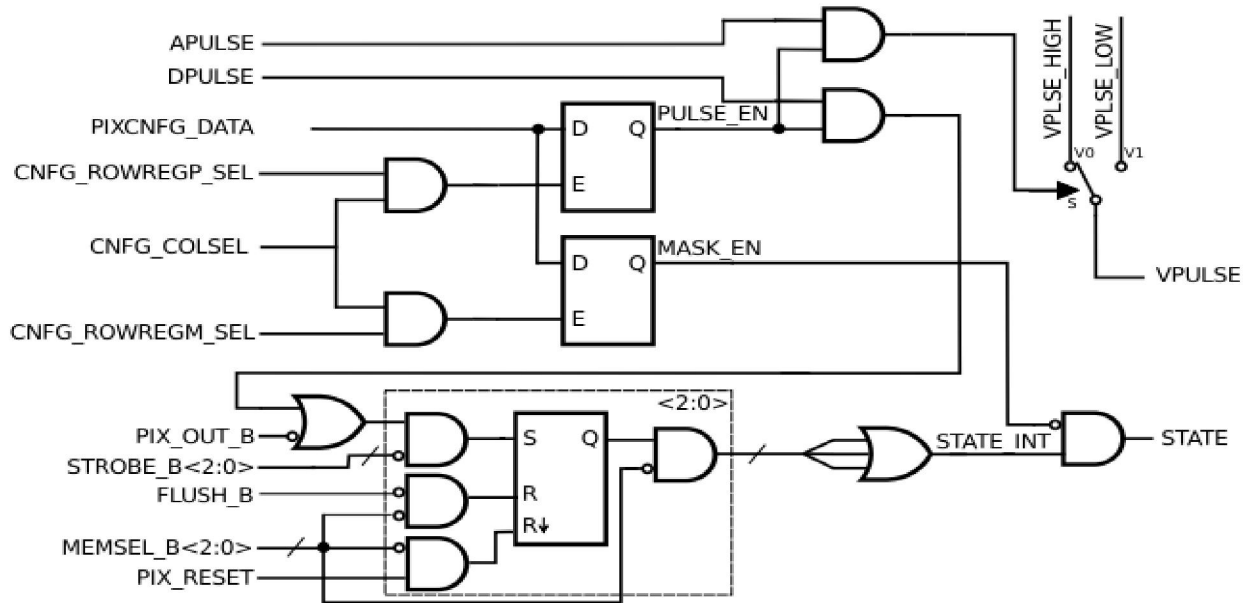 APULSE
DPULSE
PIXCNFG_DATA
CNFG_ROWREGP_SEL
CNFG_COLSEL
CNFG_ROWREGM_SEL
D Q
E
PULSE_EN
D Q
E
MASK_EN
VPLSE_HIGH
VPLSE_LOW
V0
V1
S
VPULSE
<2:0>
PIX_OUT_B
STROBE_B<2:0>
FLUSH_B
MEMSEL_B<2:0>
PIX_RESET
S Q
R
R↓
STATE_INT
STATE